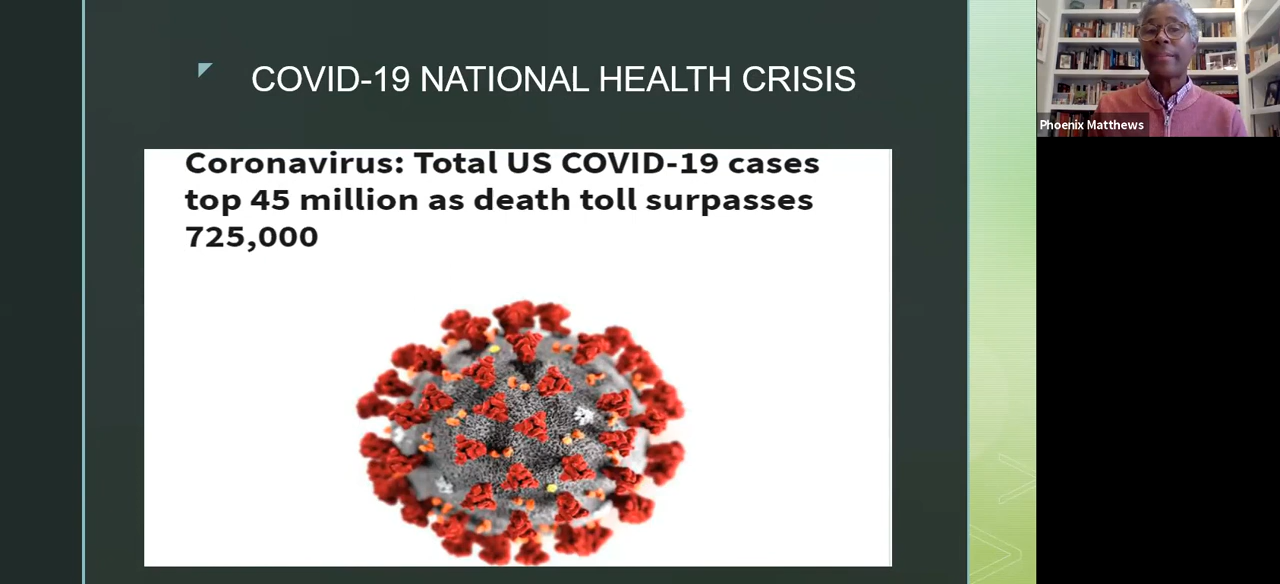 COVID-19 NATIONAL HEALTH CRISIS
Coronavirus: Total US COVID-19 cases
top 45 million as death toll surpasses
725,000
Phoenix Matthews